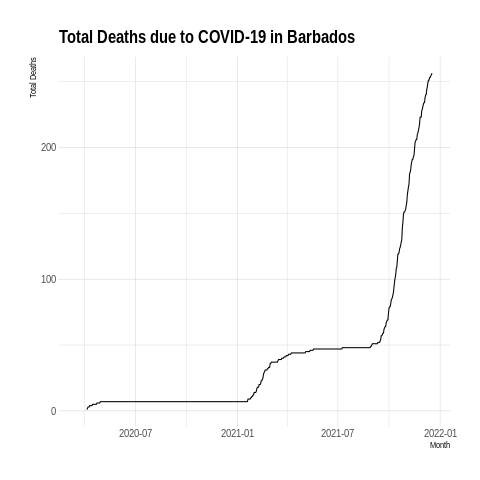 Total Deaths due to COVID-19 in Barbados
Total Deaths
200
100
0
2020-07 2021-01 2021-07 2022-01
Month